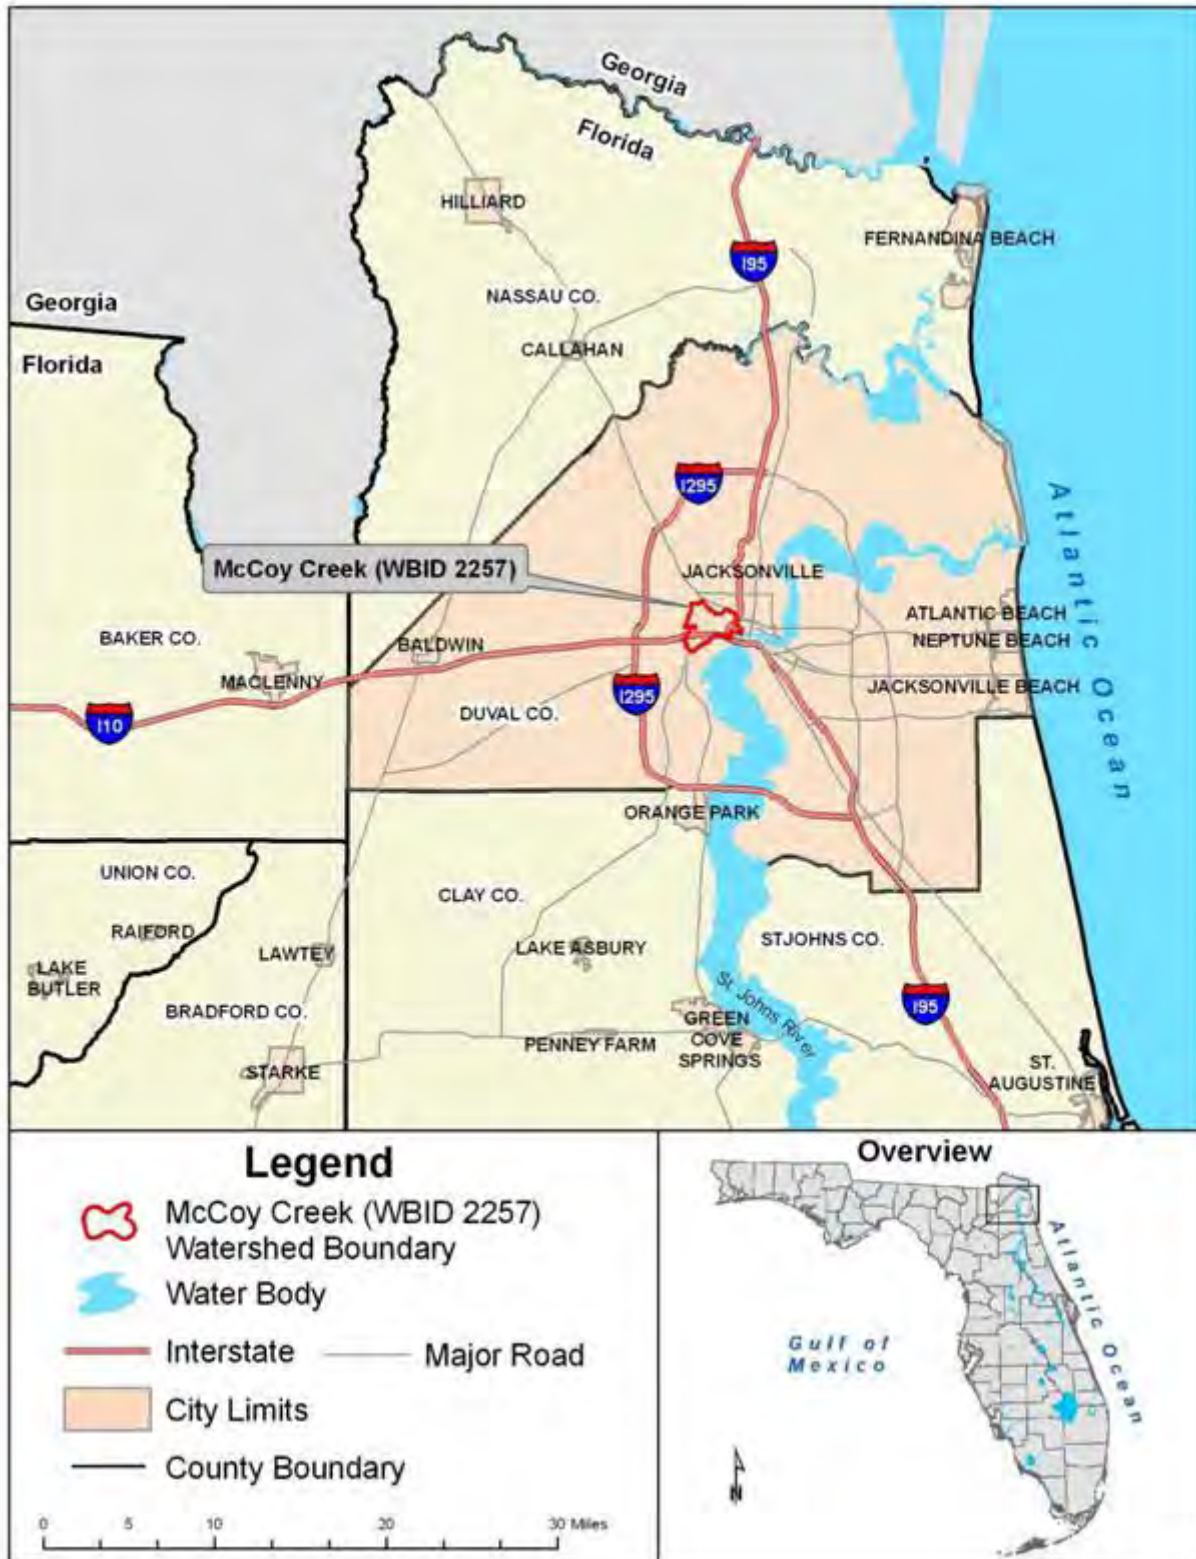 Georgia
Florida
HILLIARD
FERNANDINA BEACH
I95
NASSAU CO.
Georgia
Florida
CALLAHAN
I295
McCoy Creek (WBID 2257)
JACKSONVILLE
Atlantic Ocean
ATLANTIC BEACH
BAKER CO.
BALDWIN
NEPTUNE BEACH
MACLENNY
JACKSONVILLE BEACH
I295
I10
DUVAL CO.
ORANGE PARK
UNION CO.
CLAY CO.
RAIFORD
LAWTEY
LAKE ASBURY
STJOHNS CO.
LAKE
BUTLER
BRADFORD CO.
St. Johns River
I95
GREEN
COVE
SPRINGS
PENNEY FARM
STARKE
ST.
AUGUSTINE
Legend
McCoy Creek (WBID 2257)
Watershed Boundary
Water Body
Interstate
Major Road
City Limits
County Boundary
0 5 10 20 30 Miles
Overview
Atlantic Ocean
Gulf of
Mexico
N